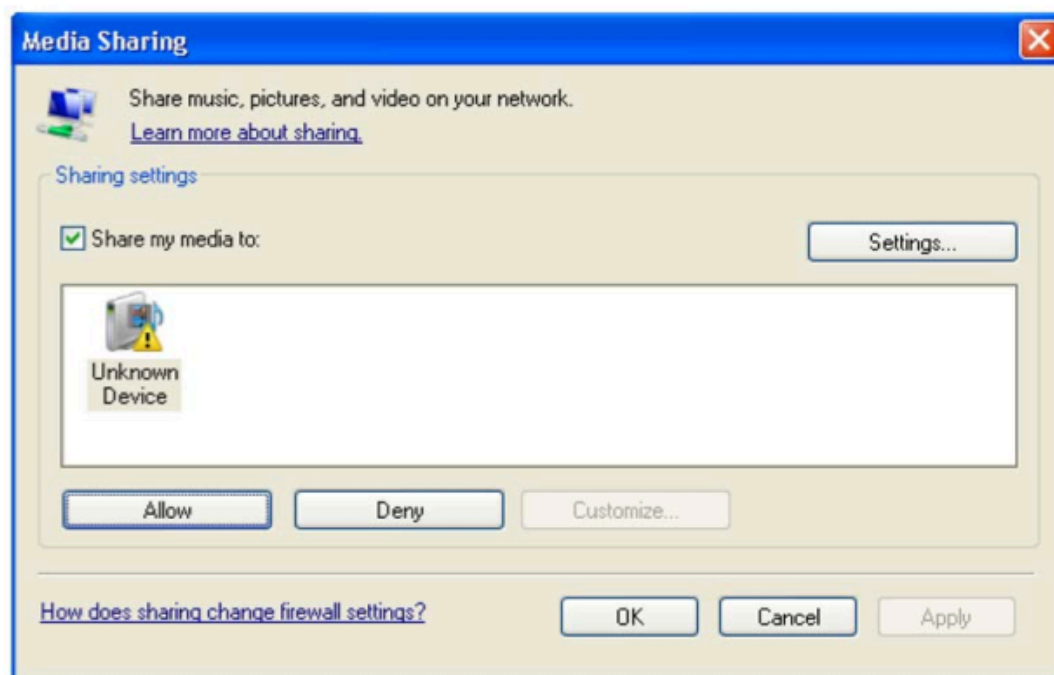 Media Sharing
Share music, pictures, and video on your network.
Learn more about sharing.
Sharing settings
Share my media to:
Settings...
Unknown
Device
Allow
Deny
Customize...
How does sharing change firewall settings?
OK
Cancel
Apply